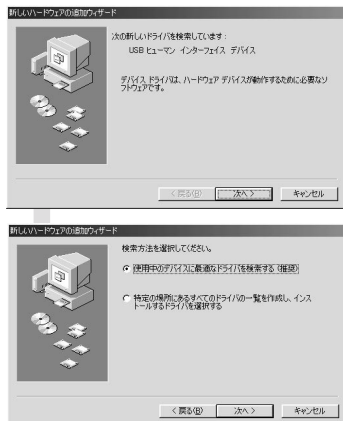 新しいハードウェアの追加ウィザード
次の新しいドライバを検索しています:
USB ヒューマン インターフェイス デバイス
デバイス ドライバは、ハードウェア デバイスが動作するために必要なソ
フトウェアです。
< 戻る(B)
次へ >
キャンセル
新しいハードウェアの追加ウィザード
検索方法を選択してください。
使用中のデバイスに最適なドライバを検索する (推奨)
特定の場所にあるすべてのドライバの一覧を作成し、インス
トールするドライバを選択する
< 戻る(B)
次へ >
キャンセル